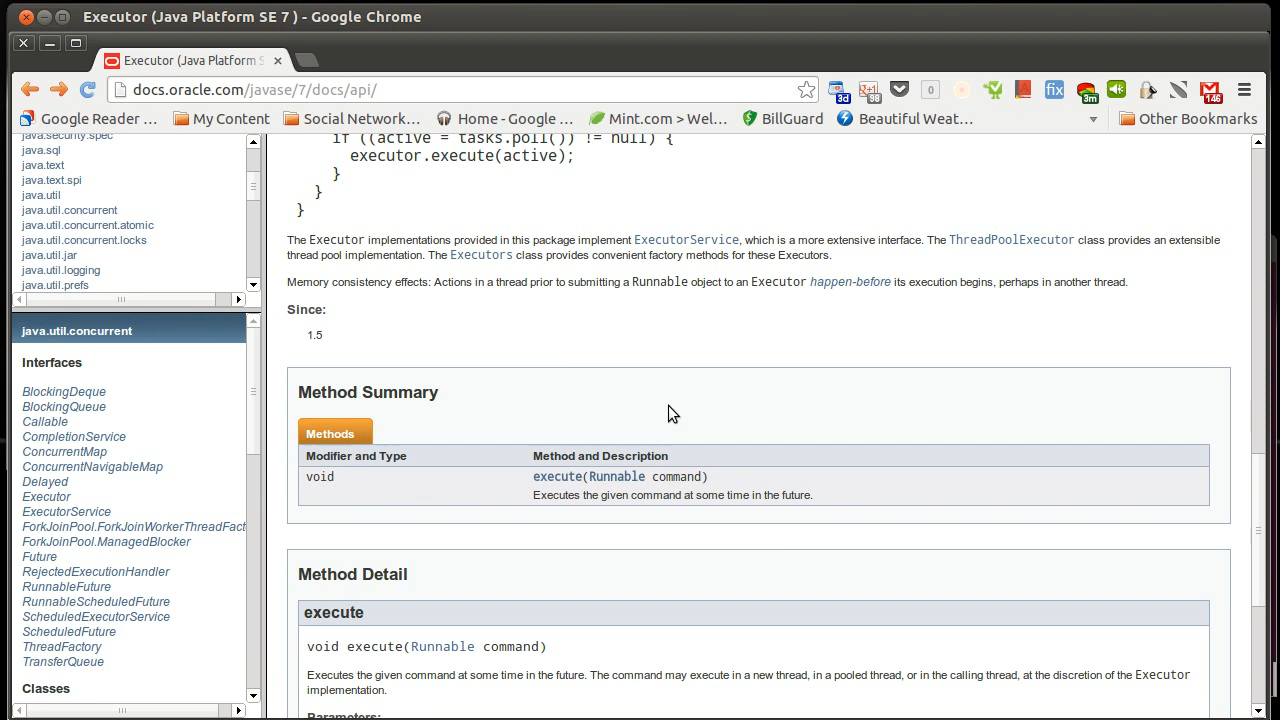 Executor (Java Platform SE 7 ) - Google Chrome
Executor (Java Platform S
docs.oracle.com/javase/7/docs/api/
3d
98
0
fix
3m
146
Google Reader ...
My Content
Social Network...
Home - Google ...
Mint.com > Wel...
BillGuard
Beautiful Weat...
Other Bookmarks
java.security.spec
java.sql
java.text
java.text.spi
java.util
java.util.concurrent
java.util.concurrent.atomic
java.util.concurrent.locks
java.util.jar
java.util.logging
java.util.prefs
java.util.concurrent
Interfaces
BlockingDeque
BlockingQueue
Callable
CompletionService
ConcurrentMap
ConcurrentNavigableMap
Delayed
Executor
ExecutorService
ForkJoinPool.ForkJoinWorkerThreadFact
ForkJoinPool.ManagedBlocker
Future
RejectedExecutionHandler
RunnableFuture
RunnableScheduledFuture
ScheduledExecutorService
ScheduledFuture
ThreadFactory
TransferQueue
Classes
if ((active = tasks.poll()) != null) {
executor.execute(active);
}
}
}
The Executor implementations provided in this package implement ExecutorService, which is a more extensive interface. The ThreadPoolExecutor class provides an extensible
thread pool implementation. The Executors class provides convenient factory methods for these Executors.
Memory consistency effects: Actions in a thread prior to submitting a Runnable object to an Executor happen-before its execution begins, perhaps in another thread.
Since:
1.5
Method Summary
Methods
Modifier and Type Method and Description
void execute(Runnable command)
Executes the given command at some time in the future.
Method Detail
execute
void execute(Runnable command)
Executes the given command at some time in the future. The command may execute in a new thread, in a pooled thread, or in the calling thread, at the discretion of the Executor
implementation.
Parameters: